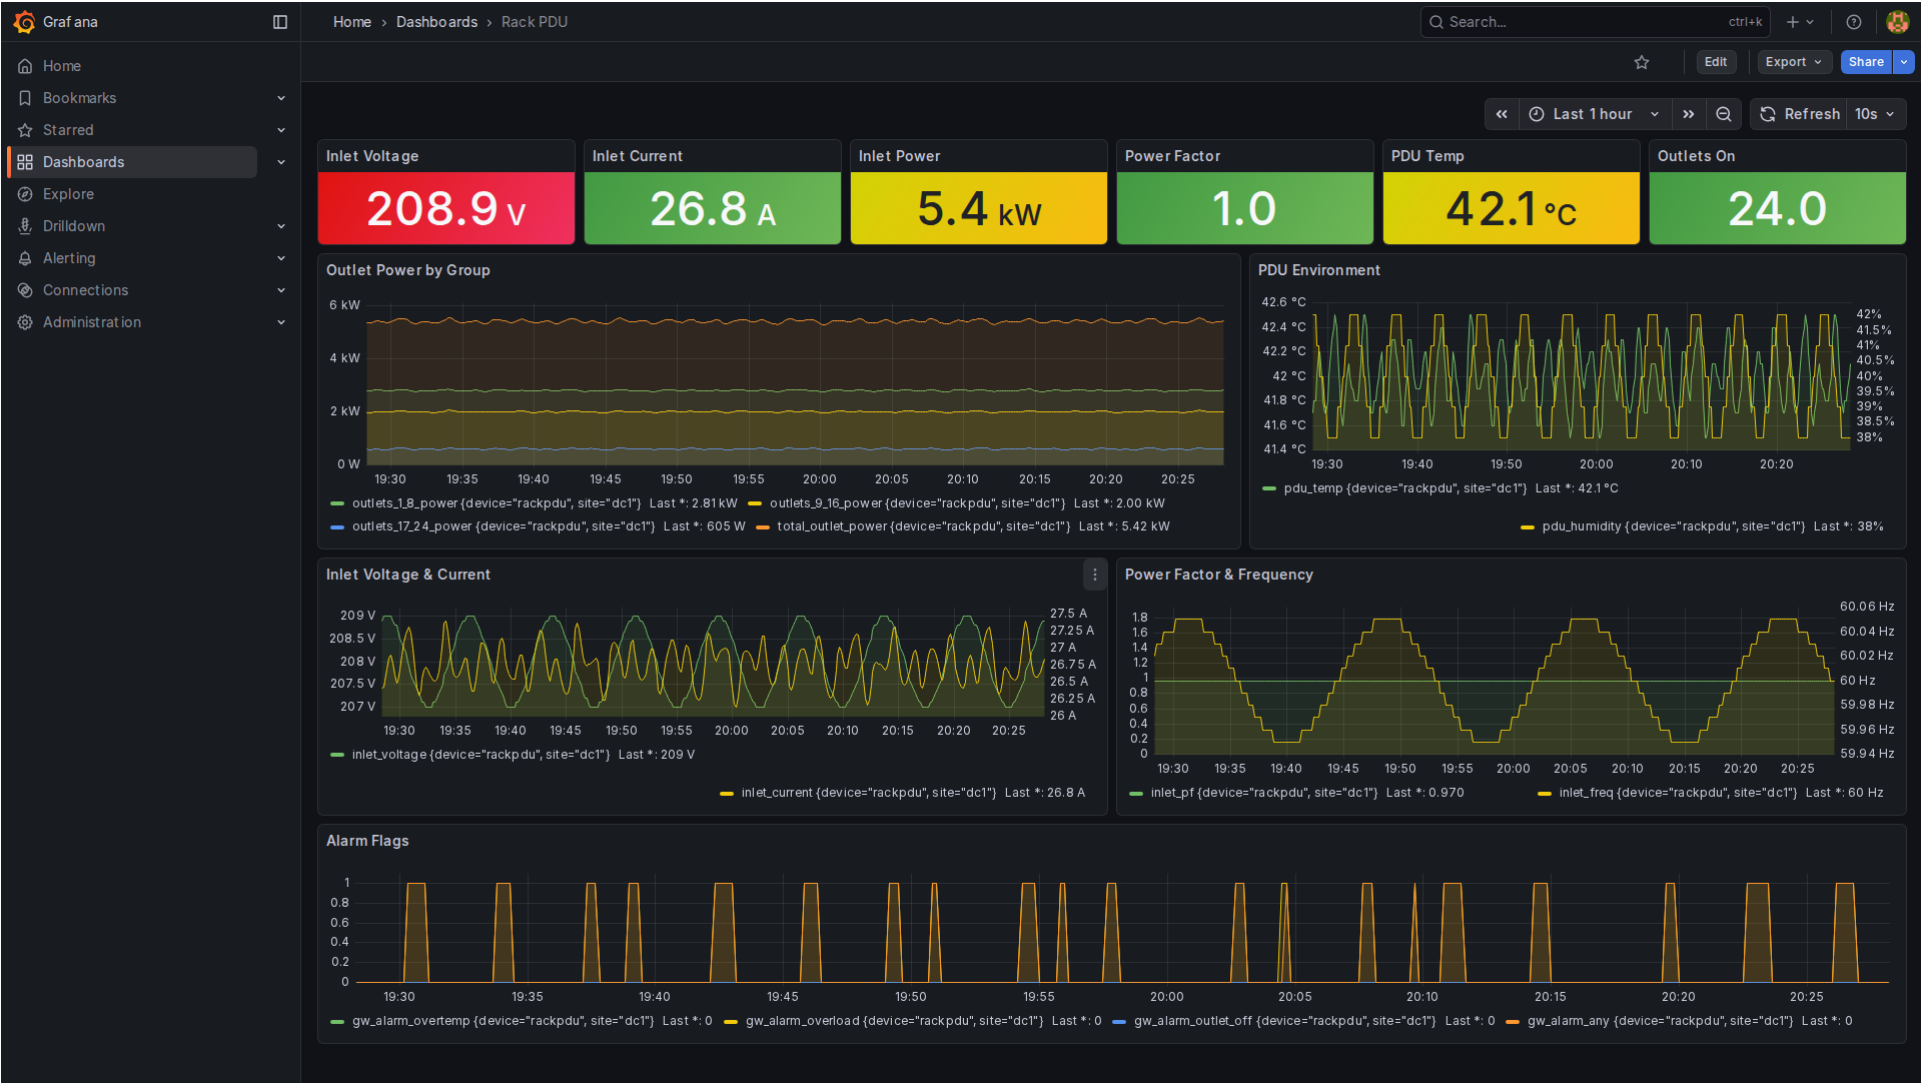 Grafana
Home › Dashboards › Rack PDU
Search... ctrl+k
Home
Bookmarks
Starred
Dashboards
Explore
Drilldown
Alerting
Connections
Administration
Edit
Export
Share
Last 1 hour
Refresh 10s
Inlet Voltage
208.9 V
Inlet Current
26.8 A
Inlet Power
5.4 kW
Power Factor
1.0
PDU Temp
42.1 °C
Outlets On
24.0
Outlet Power by Group
6 kW
4 kW
2 kW
0 W
19:30 19:35 19:40 19:45 19:50 19:55 20:00 20:05 20:10 20:15 20:20 20:25
outlets_1_8_power {device="rackpdu", site="dc1"} Last *: 2.81 kW outlets_9_16_power {device="rackpdu", site="dc1"} Last *: 2.00 kW
outlets_17_24_power {device="rackpdu", site="dc1"} Last *: 605 W total_outlet_power {device="rackpdu", site="dc1"} Last *: 5.42 kW
PDU Environment
42.6 °C
42.4 °C
42.2 °C
42 °C
41.8 °C
41.6 °C
41.4 °C
42%
41.5%
41%
40.5%
40%
39.5%
39%
38.5%
38%
19:30 19:40 19:50 20:00 20:10 20:20
pdu_temp {device="rackpdu", site="dc1"} Last *: 42.1 °C
pdu_humidity {device="rackpdu", site="dc1"} Last *: 38%
Inlet Voltage & Current
209 V
208.5 V
208 V
207.5 V
207 V
27.5 A
27.25 A
27 A
26.75 A
26.5 A
26.25 A
26 A
19:30 19:35 19:40 19:45 19:50 19:55 20:00 20:05 20:10 20:15 20:20 20:25
inlet_voltage {device="rackpdu", site="dc1"} Last *: 209 V
inlet_current {device="rackpdu", site="dc1"} Last *: 26.8 A
Power Factor & Frequency
1.8
1.6
1.4
1.2
1
0.8
0.6
0.4
0.2
0
60.06 Hz
60.04 Hz
60.02 Hz
60 Hz
59.98 Hz
59.96 Hz
59.94 Hz
19:30 19:35 19:40 19:45 19:50 19:55 20:00 20:05 20:10 20:15 20:20 20:25
inlet_pf {device="rackpdu", site="dc1"} Last *: 0.970 inlet_freq {device="rackpdu", site="dc1"} Last *: 60 Hz
Alarm Flags
1
0.8
0.6
0.4
0.2
0
19:30 19:35 19:40 19:45 19:50 19:55 20:00 20:05 20:10 20:15 20:20 20:25
gw_alarm_overtemp {device="rackpdu", site="dc1"} Last *: 0 gw_alarm_overload {device="rackpdu", site="dc1"} Last *: 0 gw_alarm_outlet_off {device="rackpdu", site="dc1"} Last *: 0 gw_alarm_any {device="rackpdu", site="dc1"} Last *: 0